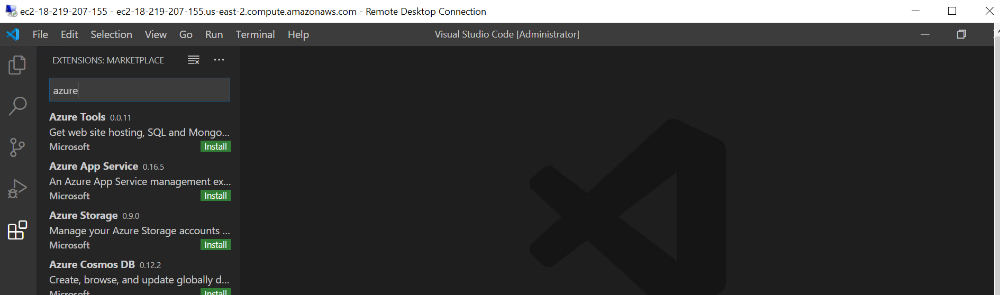 ec2-18-219-207-155 - ec2-18-219-207-155.us-east-2.compute.amazonaws.com - Remote Desktop Connection
File Edit Selection View Go Run Terminal Help Visual Studio Code [Administrator]
EXTENSIONS: MARKETPLACE
azure
Azure Tools 0.0.11
Get web site hosting, SQL and Mongo...
Microsoft Install
Azure App Service 0.16.5
An Azure App Service management ex...
Microsoft Install
Azure Storage 0.9.0
Manage your Azure Storage accounts ...
Microsoft Install
Azure Cosmos DB 0.12.2
Create, browse, and update globally d...
Microsoft Install